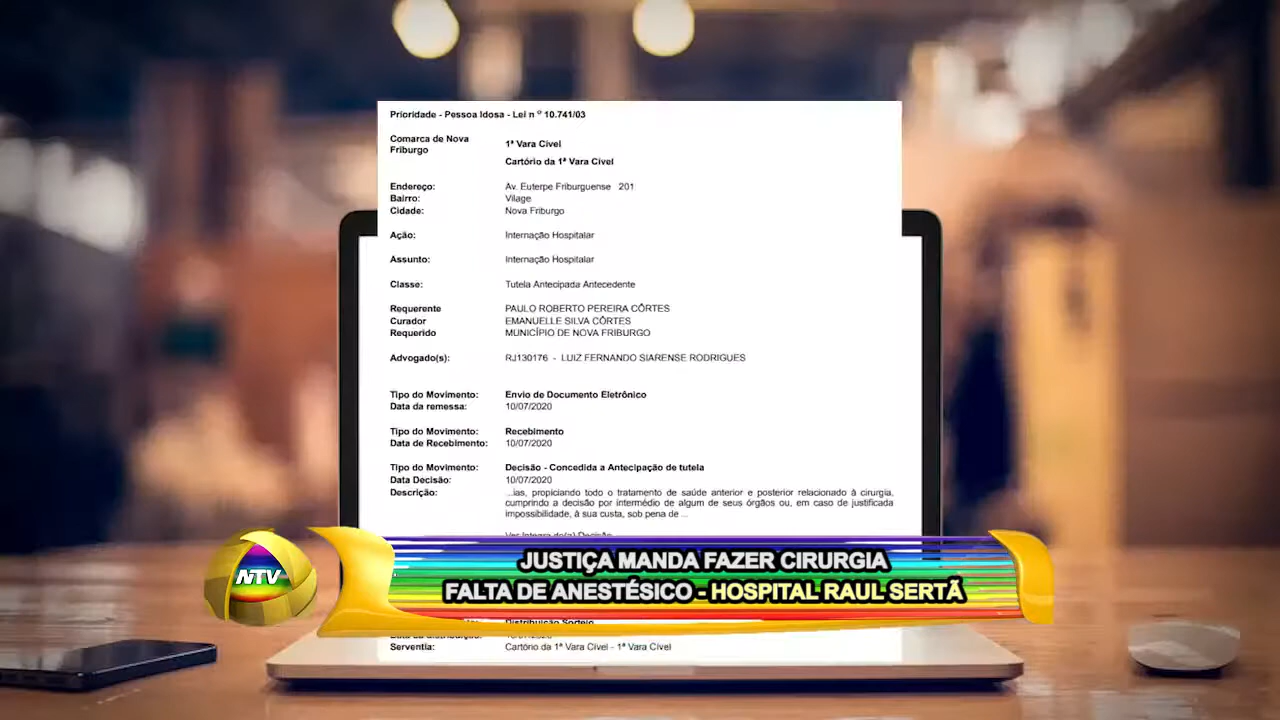 Prioridade - Pessoa Idosa - Lei n º 10.741/03
Comarca de Nova Friburgo 1ª Vara Cível
Cartório da 1ª Vara Cível
Endereço: Av. Euterpe Friburguense 201
Bairro: Vilage
Cidade: Nova Friburgo
Ação: Internação Hospitalar
Assunto: Internação Hospitalar
Classe: Tutela Antecipada Antecedente
Requerente PAULO ROBERTO PEREIRA CÔRTES
Curador EMANUELLE SILVA CÔRTES
Requerido MUNICÍPIO DE NOVA FRIBURGO
Advogado(s): RJ130176 - LUIZ FERNANDO SIARENSE RODRIGUES
Tipo do Movimento: Envio de Documento Eletrônico
Data da remessa: 10/07/2020
Tipo do Movimento: Recebimento
Data de Recebimento: 10/07/2020
Tipo do Movimento: Decisão - Concedida a Antecipação de tutela
Data Decisão: 10/07/2020
Descrição: ...ias, propiciando todo o tratamento de saúde anterior e posterior relacionado à cirurgia,
cumprindo a decisão por intermédio de algum de seus órgãos ou, em caso de justificada
impossibilidade, à sua custa, sob pena de ...
NTV
JUSTIÇA MANDA FAZER CIRURGIA
FALTA DE ANESTÉSICO - HOSPITAL RAUL SERTÃ
Distribuição Sorteio
Serventia: Cartório da 1ª Vara Cível - 1ª Vara Cível